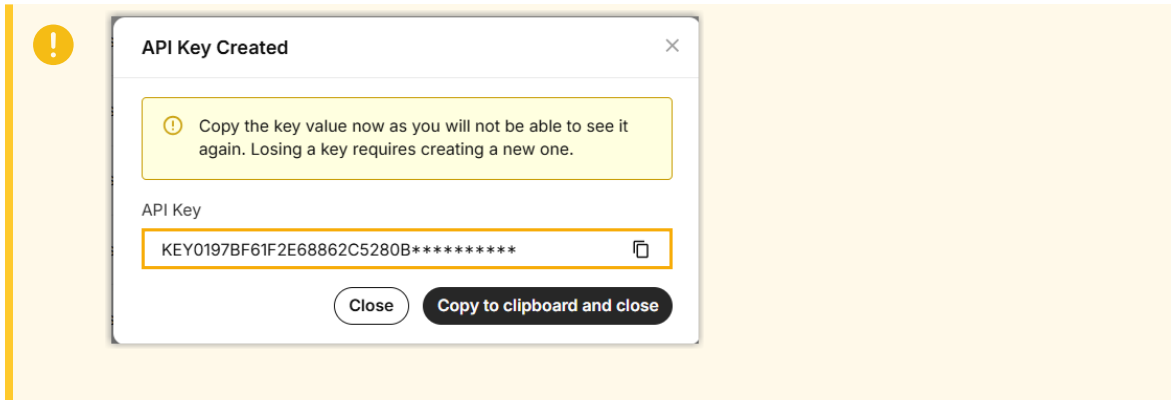 API Key Created
Copy the key value now as you will not be able to see it
again. Losing a key requires creating a new one.
API Key
KEY0197BF61F2E68862C5280B**********
Close
Copy to clipboard and close